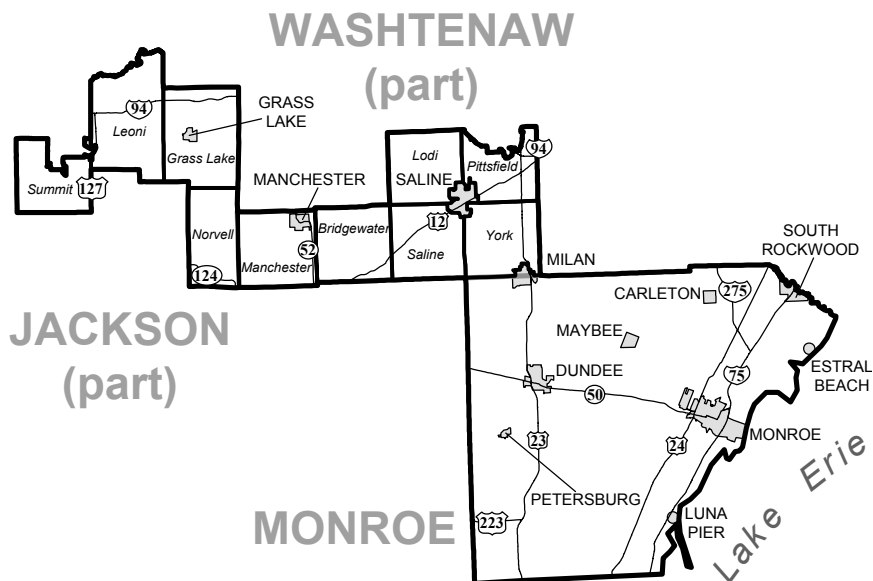 WASHTENAW
(part)
94
Leoni
GRASS
LAKE
Grass Lake
Lodi
Pittsfield
94
Summit
127
MANCHESTER
SALINE
Norvell
Bridgewater
12
York
SOUTH
ROCKWOOD
52
Saline
MILAN
124
Manchester
CARLETON
275
JACKSON
(part)
MAYBEE
DUNDEE
75
ESTRAL
BEACH
50
MONROE
23
24
PETERSBURG
223
MONROE
LUNA
PIER
Lake Erie